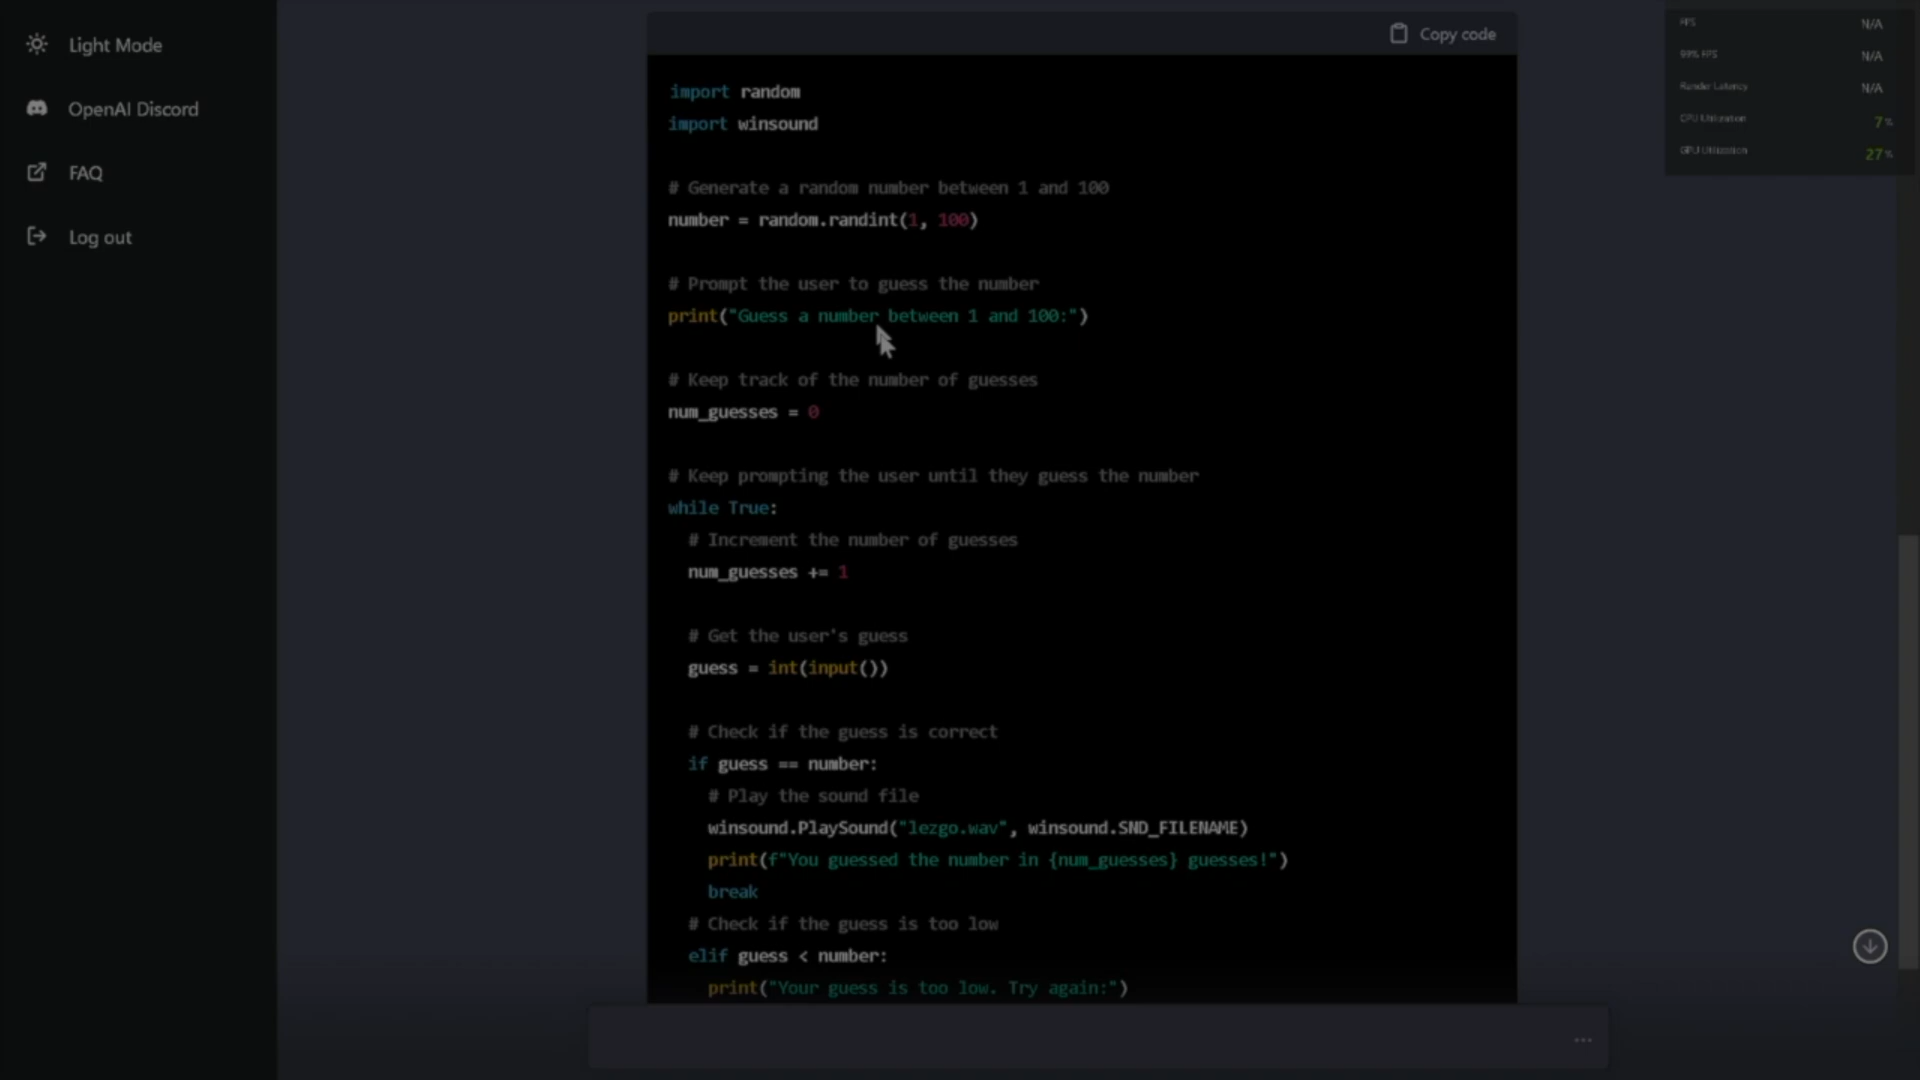 Light Mode
OpenAI Discord
FAQ
Log out
Copy code
import random
import winsound
# Generate a random number between 1 and 100
number = random.randint(1, 100)
# Prompt the user to guess the number
print("Guess a number between 1 and 100:")
# Keep track of the number of guesses
num_guesses = 0
# Keep prompting the user until they guess the number
while True:
# Increment the number of guesses
num_guesses += 1
# Get the user's guess
guess = int(input())
# Check if the guess is correct
if guess == number:
# Play the sound file
winsound.PlaySound("lezgo.wav", winsound.SND_FILENAME)
print(f"You guessed the number in {num_guesses} guesses!")
break
# Check if the guess is too low
elif guess < number:
print("Your guess is too low. Try again:")
FPS N/A
99% FPS N/A
Render Latency N/A
CPU Utilization 7%
GPU Utilization 27%